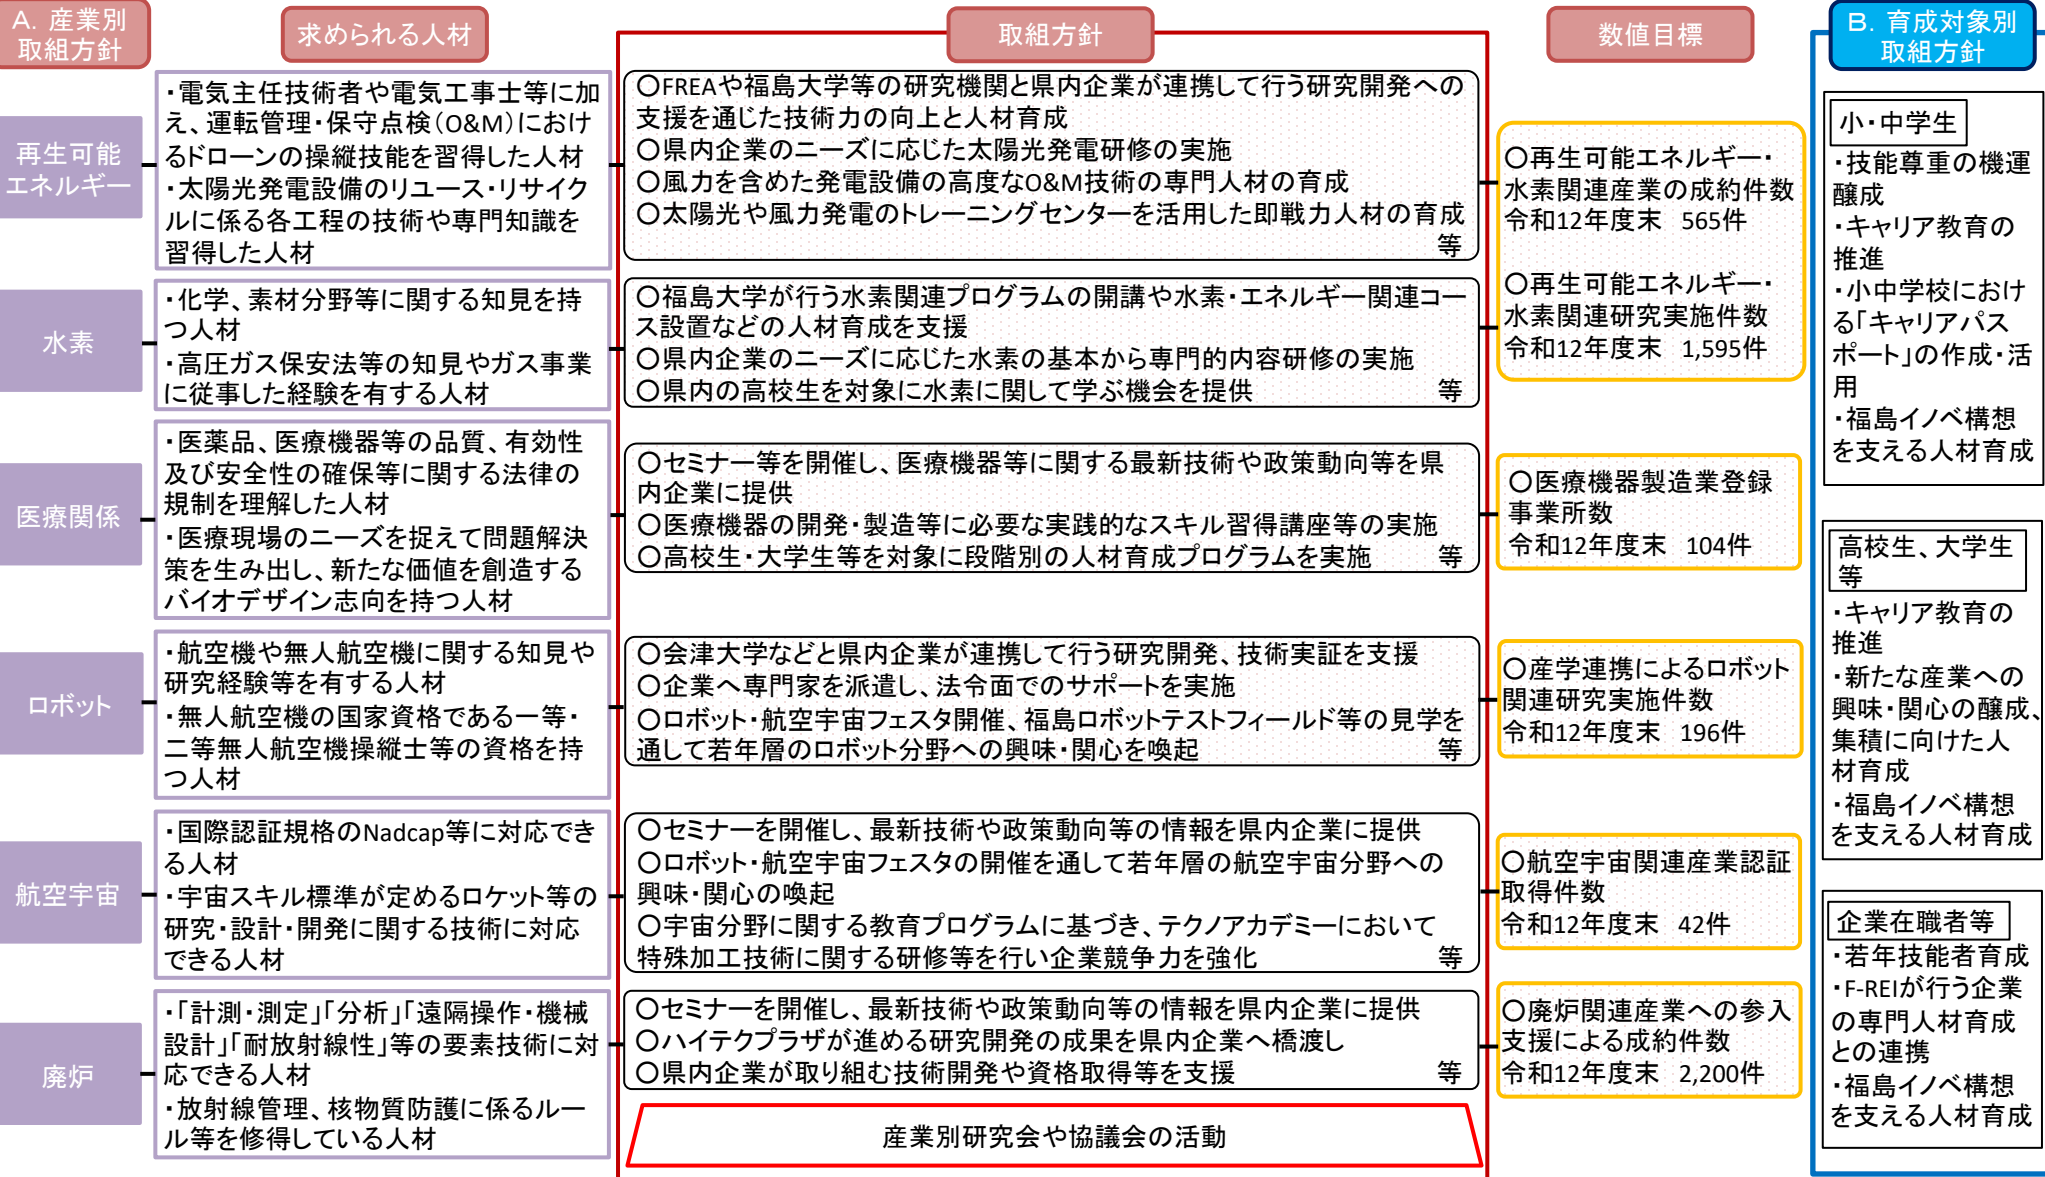 A. 産業別
取組方針
求められる人材
取組方針
数値目標
B. 育成対象別
取組方針
再生可能
エネルギー
・電気主任技術者や電気工事士等に加
え、運転管理・保守点検(O&M)におけ
るドローンの操縦技能を習得した人材
・太陽光発電設備のリユース・リサイク
ルに係る各工程の技術や専門知識を
習得した人材
○FREAや福島大学等の研究機関と県内企業が連携して行う研究開発への
支援を通じた技術力の向上と人材育成
○県内企業のニーズに応じた太陽光発電研修の実施
○風力を含めた発電設備の高度なO&M技術の専門人材の育成
○太陽光や風力発電のトレーニングセンターを活用した即戦力人材の育成
等
○再生可能エネルギー・
水素関連産業の成約件数
令和12年度末 565件
○再生可能エネルギー・
水素関連研究実施件数
令和12年度末 1,595件
水素
・化学、素材分野等に関する知見を持
つ人材
・高圧ガス保安法等の知見やガス事業
に従事した経験を有する人材
○福島大学が行う水素関連プログラムの開講や水素・エネルギー関連コー
ス設置などの人材育成を支援
○県内企業のニーズに応じた水素の基本から専門的内容研修の実施
○県内の高校生を対象に水素に関して学ぶ機会を提供 等
医療関係
・医薬品、医療機器等の品質、有効性
及び安全性の確保等に関する法律の
規制を理解した人材
・医療現場のニーズを捉えて問題解決
策を生み出し、新たな価値を創造する
バイオデザイン志向を持つ人材
○セミナー等を開催し、医療機器等に関する最新技術や政策動向等を県
内企業に提供
○医療機器の開発・製造等に必要な実践的なスキル習得講座等の実施
○高校生・大学生等を対象に段階別の人材育成プログラムを実施 等
○医療機器製造業登録
事業所数
令和12年度末 104件
ロボット
・航空機や無人航空機に関する知見や
研究経験等を有する人材
・無人航空機の国家資格である一等・
二等無人航空機操縦士等の資格を持
つ人材
○会津大学などと県内企業が連携して行う研究開発、技術実証を支援
○企業へ専門家を派遣し、法令面でのサポートを実施
○ロボット・航空宇宙フェスタ開催、福島ロボットテストフィールド等の見学を
通して若年層のロボット分野への興味・関心を喚起 等
○産学連携によるロボット
関連研究実施件数
令和12年度末 196件
航空宇宙
・国際認証規格のNadcap等に対応でき
る人材
・宇宙スキル標準が定めるロケット等の
研究・設計・開発に関する技術に対応
できる人材
○セミナーを開催し、最新技術や政策動向等の情報を県内企業に提供
○ロボット・航空宇宙フェスタの開催を通して若年層の航空宇宙分野への
興味・関心の喚起
○宇宙分野に関する教育プログラムに基づき、テクノアカデミーにおいて
特殊加工技術に関する研修等を行い企業競争力を強化 等
○航空宇宙関連産業認証
取得件数
令和12年度末 42件
廃炉
・「計測・測定」「分析」「遠隔操作・機械
設計」「耐放射線性」等の要素技術に対
応できる人材
・放射線管理、核物質防護に係るルー
ル等を修得している人材
○セミナーを開催し、最新技術や政策動向等の情報を県内企業に提供
○ハイテクプラザが進める研究開発の成果を県内企業へ橋渡し
○県内企業が取り組む技術開発や資格取得等を支援 等
○廃炉関連産業への参入
支援による成約件数
令和12年度末 2,200件
産業別研究会や協議会の活動
小・中学生
・技能尊重の機運
醸成
・キャリア教育の
推進
・小中学校におけ
る「キャリアパス
ポート」の作成・活
用
・福島イノベ構想
を支える人材育成
高校生、大学生
等
・キャリア教育の
推進
・新たな産業への
興味・関心の醸成、
集積に向けた人
材育成
・福島イノベ構想
を支える人材育成
企業在職者等
・若年技能者育成
・F-REIが行う企業
の専門人材育成
との連携
・福島イノベ構想
を支える人材育成